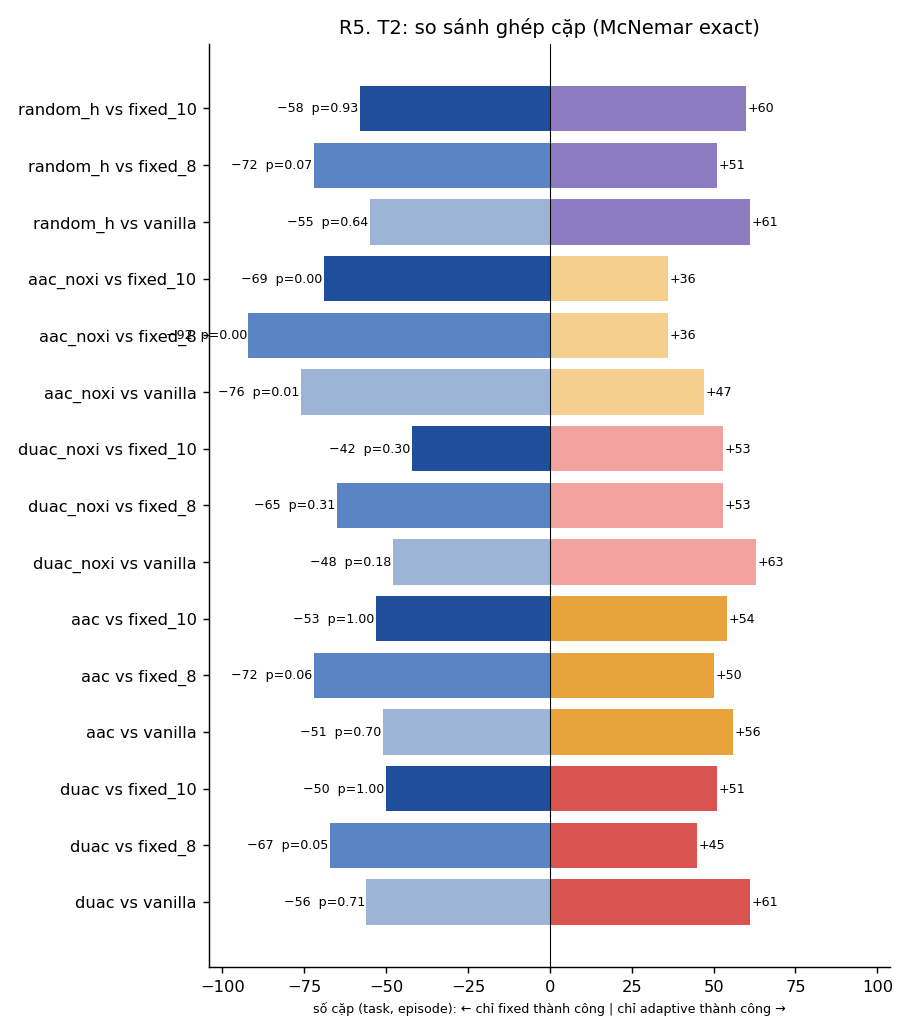 R5. T2: so sánh ghép cặp (McNemar exact)
random_h vs fixed_10 −58 p=0.93 +60
random_h vs fixed_8 −72 p=0.07 +51
random_h vs vanilla −55 p=0.64 +61
aac_noxi vs fixed_10 −69 p=0.00 +36
aac_noxi vs fixed_8 −92 p=0.00 +36
aac_noxi vs vanilla −76 p=0.01 +47
duac_noxi vs fixed_10 −42 p=0.30 +53
duac_noxi vs fixed_8 −65 p=0.31 +53
duac_noxi vs vanilla −48 p=0.18 +63
aac vs fixed_10 −53 p=1.00 +54
aac vs fixed_8 −72 p=0.06 +50
aac vs vanilla −51 p=0.70 +56
duac vs fixed_10 −50 p=1.00 +51
duac vs fixed_8 −67 p=0.05 +45
duac vs vanilla −56 p=0.71 +61
−100 −75 −50 −25 0 25 50 75 100
số cặp (task, episode): ← chỉ fixed thành công | chỉ adaptive thành công →